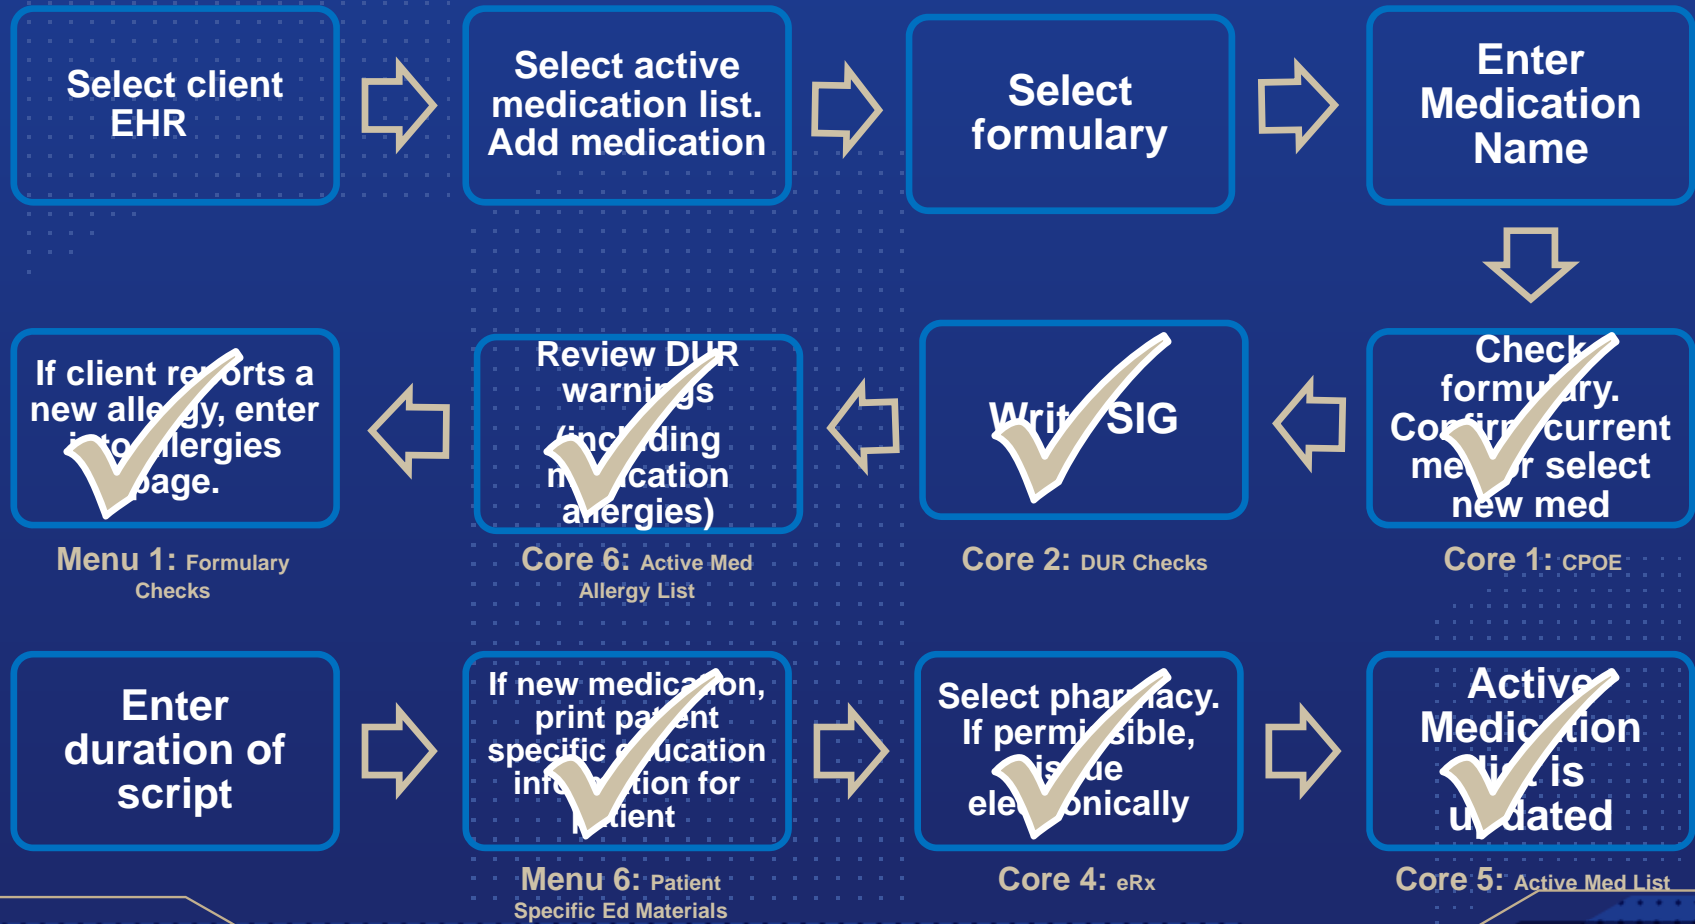 Select client
EHR
Select active
medication list.
Add medication
Select
formulary
Enter
Medication
Name
If client reports a
new allergy, enter
into allergies
page.
Review DUR
warnings
(including
medication
allergies)
Write SIG
Check
formulary.
Confirm current
med or select
new med
Menu 1: Formulary
Checks
Core 6: Active Med
Allergy List
Core 2: DUR Checks
Core 1: CPOE
Enter
duration of
script
If new medication,
print patient
specific education
information for
patient
Select pharmacy.
If permissible,
issue
electronically
Active
Medication
list is
updated
Menu 6: Patient
Specific Ed Materials
Core 4: eRx
Core 5: Active Med List